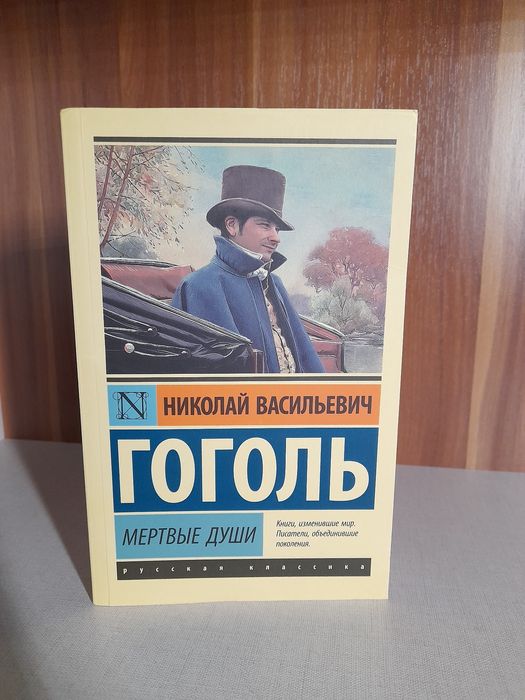 N
НИКОЛАЙ ВАСИЛЬЕВИЧ
ГОГОЛЬ
МЕРТВЫЕ ДУШИ
Книги, изменившие мир.
Писатели, объединившие
поколения.
русская классика